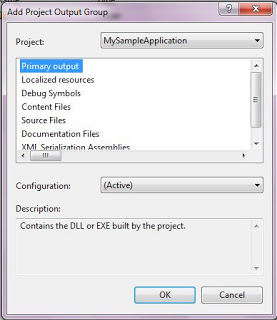 Add Project Output Group
Project:
MySampleApplication
Primary output
Localized resources
Debug Symbols
Content Files
Source Files
Documentation Files
XML Serialization Assemblies
Configuration:
(Active)
Description:
Contains the DLL or EXE built by the project.
OK
Cancel